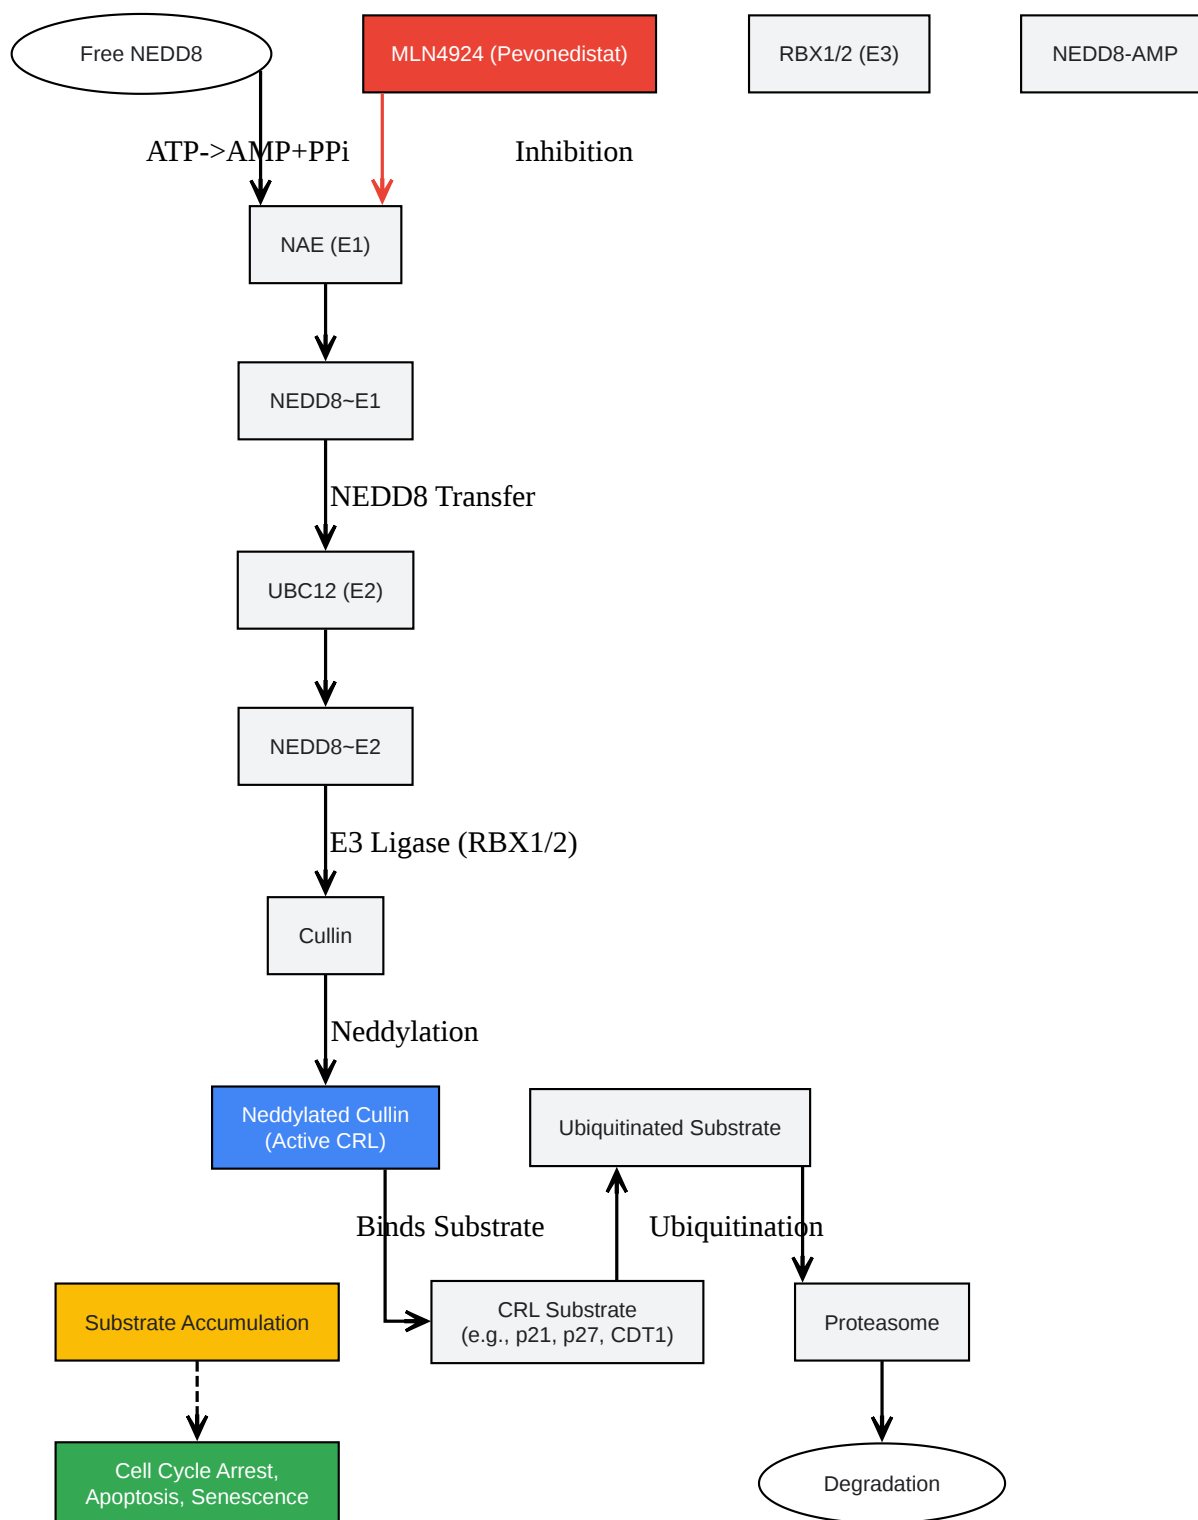 Free NEDD8
MLN4924 (Pevonedistat)
RBX1/2 (E3)
NEDD8-AMP
ATP->AMP+PPi
Inhibition
NAE (E1)
NEDD8~E1
NEDD8 Transfer
UBC12 (E2)
NEDD8~E2
E3 Ligase (RBX1/2)
Cullin
Neddylation
Neddylated Cullin
(Active CRL)
Ubiquitinated Substrate
Binds Substrate
Ubiquitination
Substrate Accumulation
CRL Substrate
(e.g., p21, p27, CDT1)
Proteasome
Cell Cycle Arrest,
Apoptosis, Senescence
Degradation